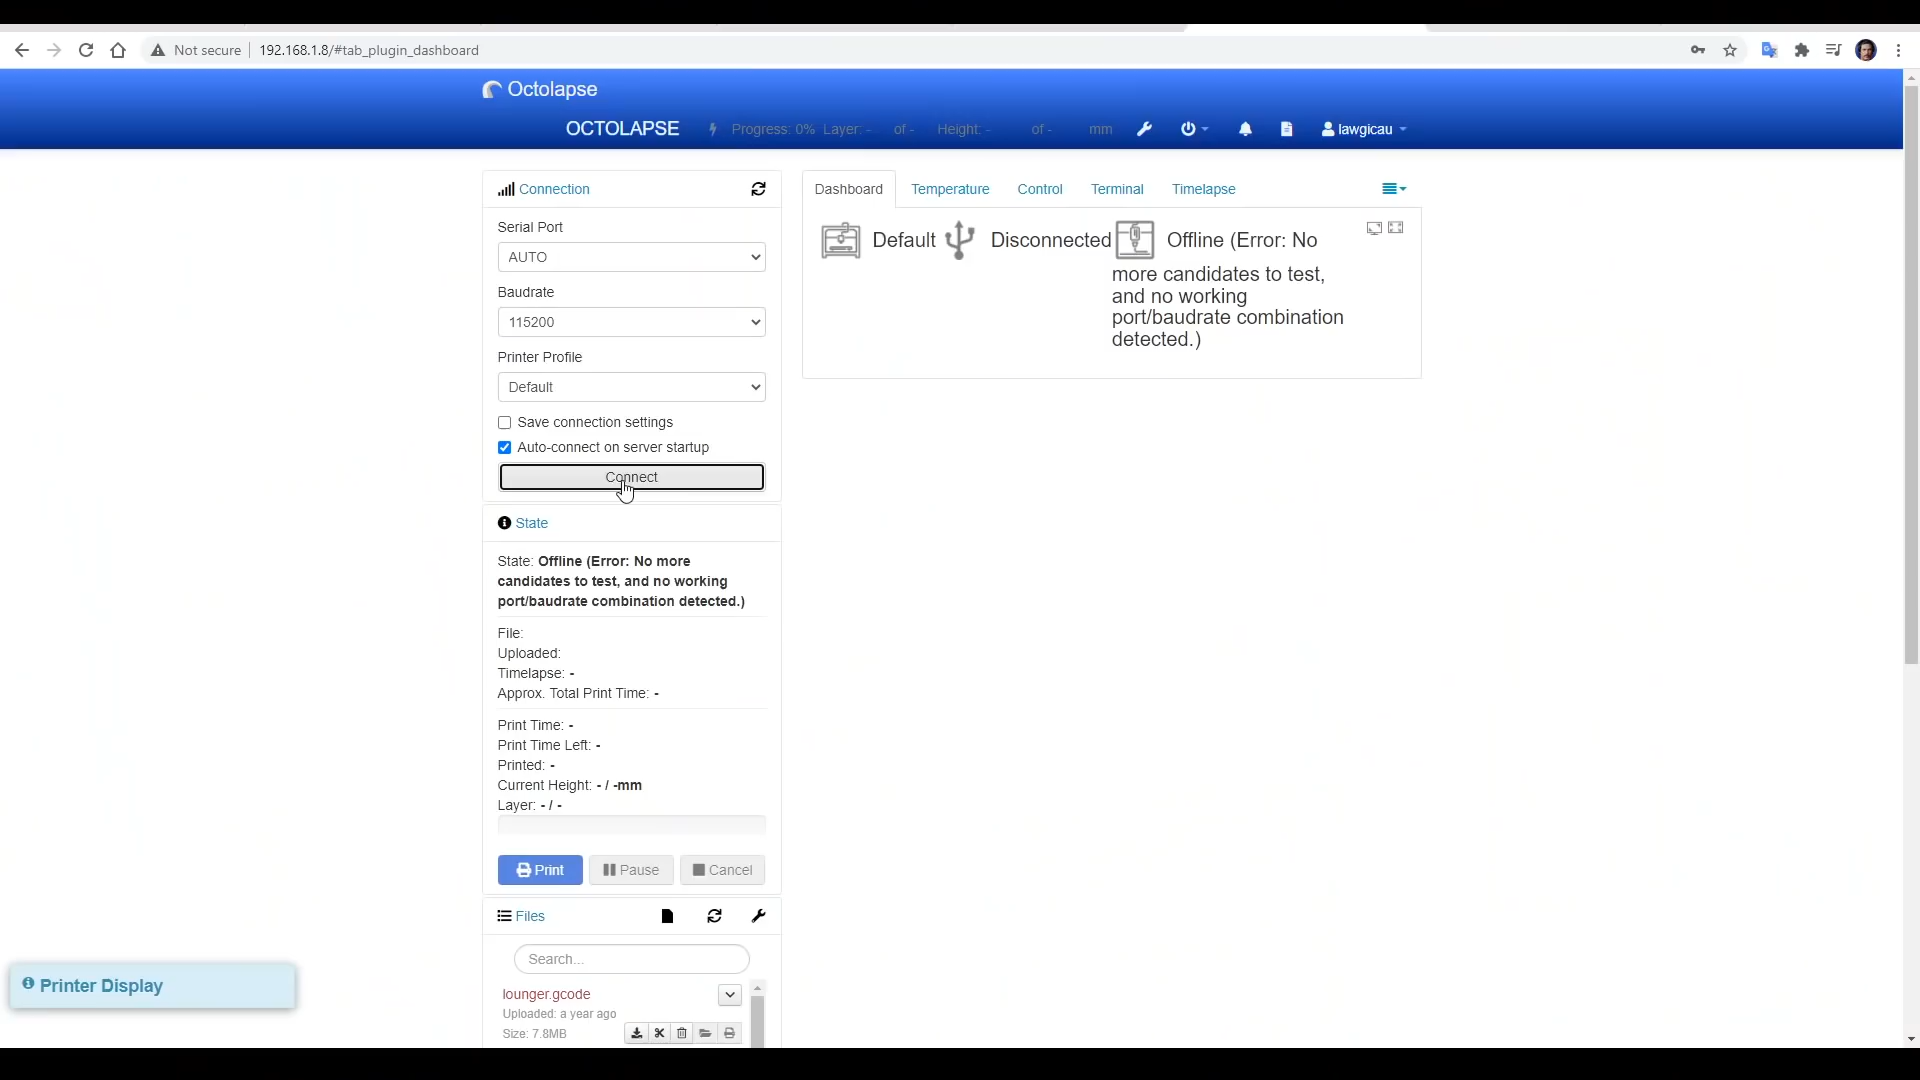 Not secure
192.168.1.8/#tab_plugin_dashboard
Octolapse
OCTOLAPSE
Progress: 0% Layer: - of - Height: - of - mm
lawgicau
Connection
Serial Port
AUTO
Baudrate
115200
Printer Profile
Default
Save connection settings
Auto-connect on server startup
Connect
State
State: Offline (Error: No more
candidates to test, and no working
port/baudrate combination detected.)
File:
Uploaded:
Timelapse: -
Approx. Total Print Time: -
Print Time: -
Print Time Left: -
Printed: -
Current Height: - / -mm
Layer: - / -
Print
Pause
Cancel
Files
Search...
lounger.gcode
Uploaded: a year ago
Size: 7.8MB
Dashboard
Temperature
Control
Terminal
Timelapse
Default
Disconnected
Offline (Error: No
more candidates to test,
and no working
port/baudrate combination
detected.)
Printer Display